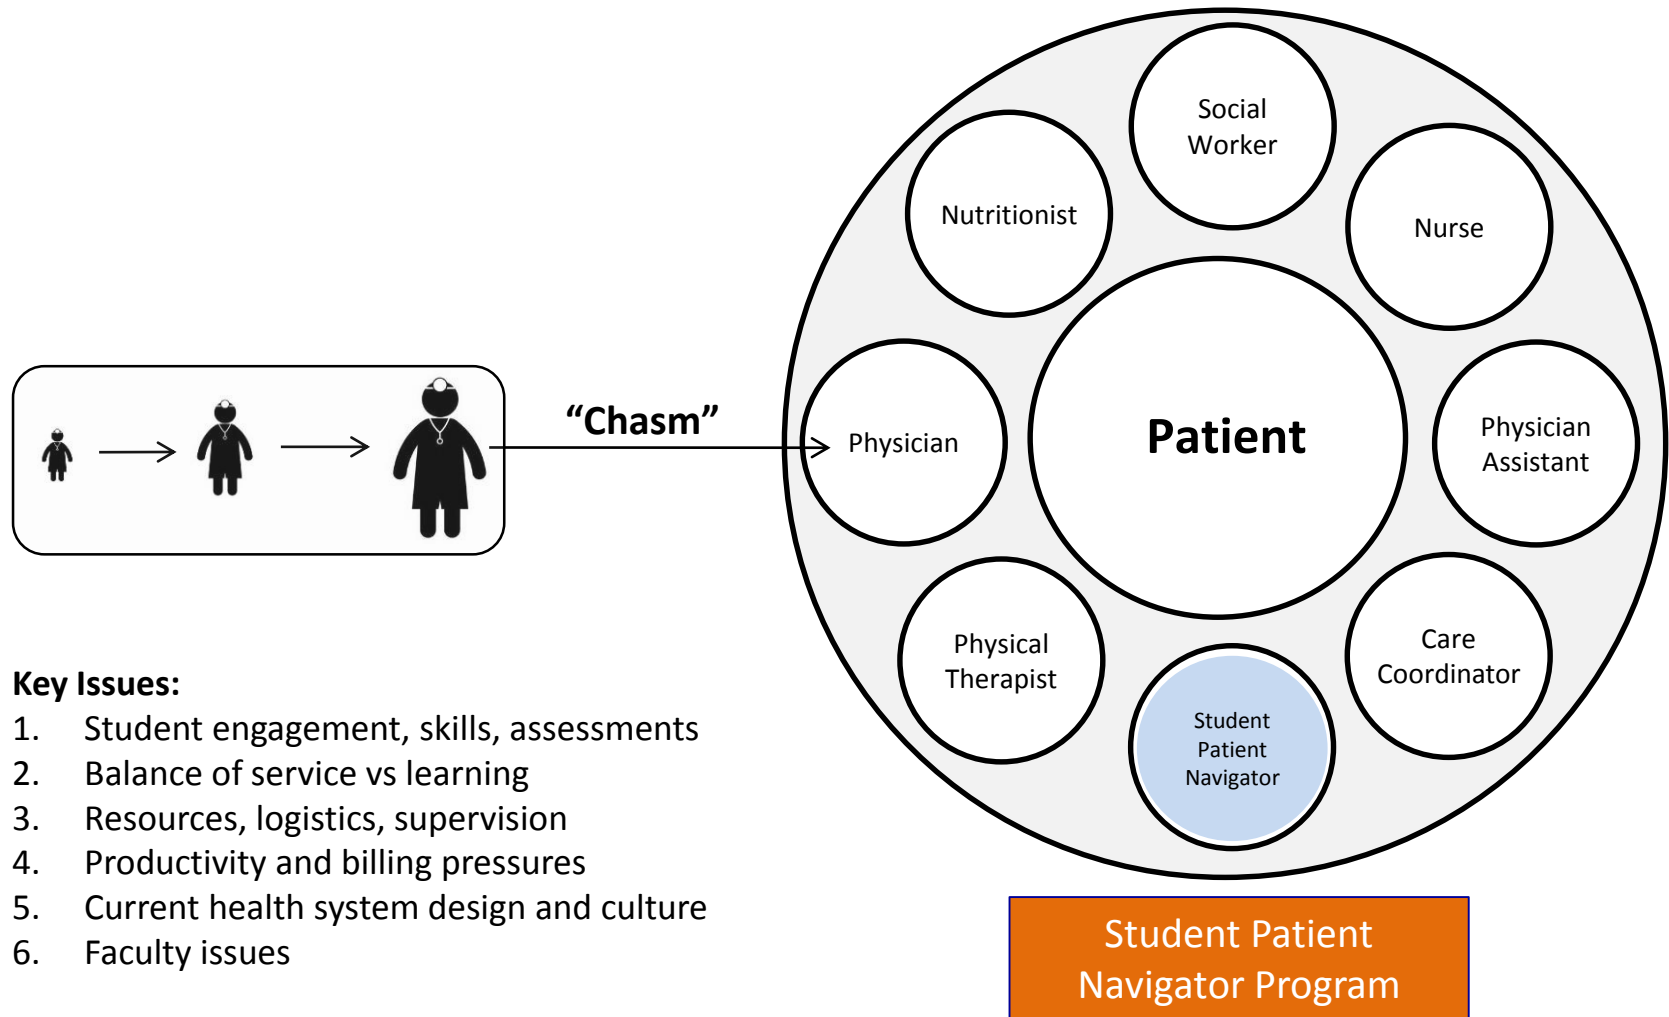 Social
Worker
Nutritionist
Nurse
“Chasm”
Physician
Patient
Physician
Assistant
Physical
Therapist
Care
Coordinator
Student
Patient
Navigator
Key Issues:
1. Student engagement, skills, assessments
2. Balance of service vs learning
3. Resources, logistics, supervision
4. Productivity and billing pressures
5. Current health system design and culture
6. Faculty issues
Student Patient
Navigator Program